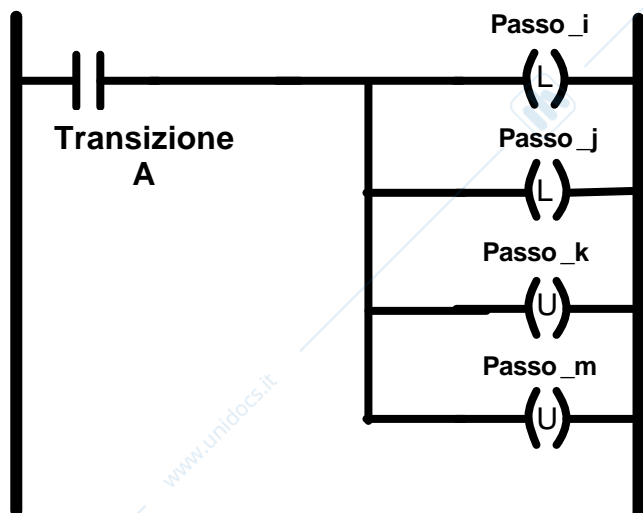 Passo_i
L
Transizione
A
Passo_j
L
Passo_k
U
Passo_m
U
www.unidocs.it